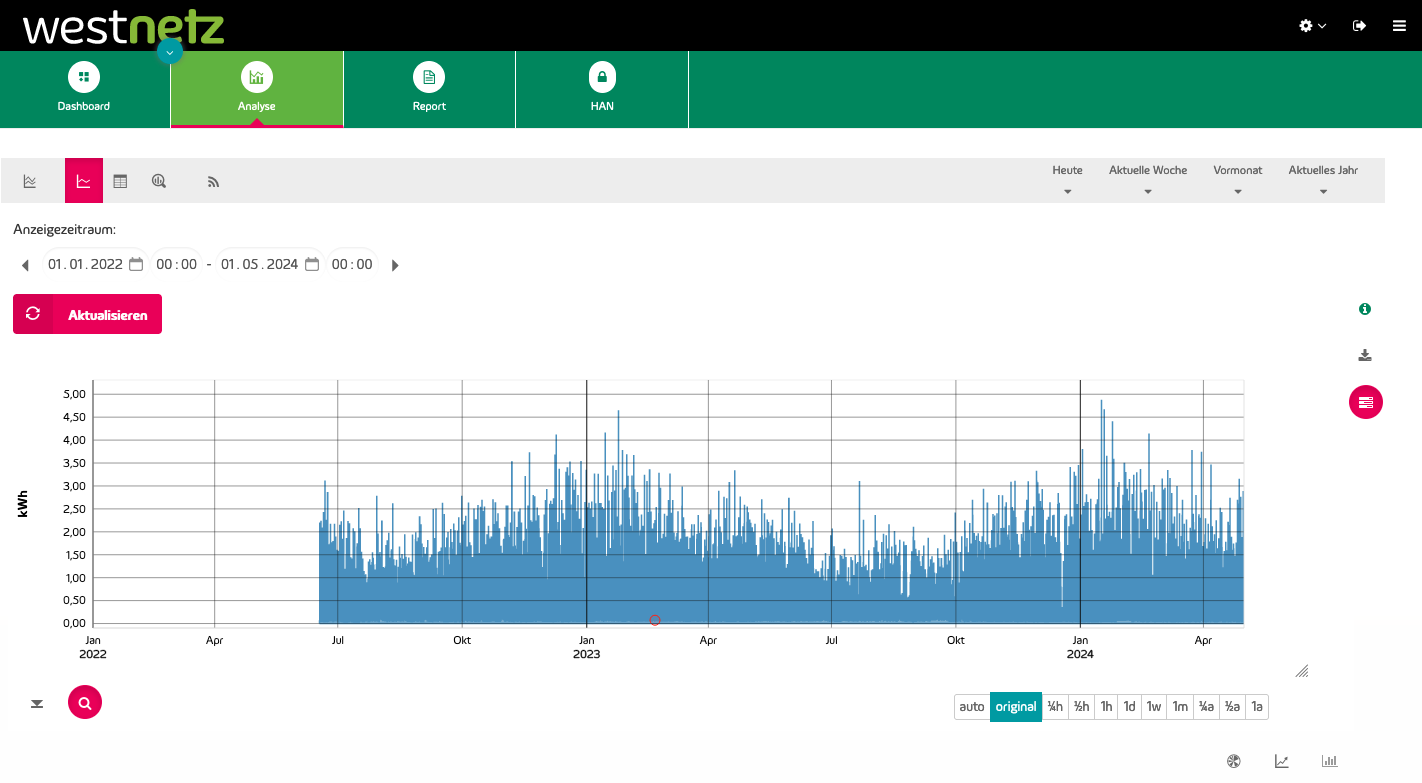 westnetz
Dashboard
Analyse
Report
HAN
Heute
Aktuelle Woche
Vormonat
Aktuelles Jahr
Anzeigezeitraum:
01.01.2022 00:00 - 01.05.2024 00:00
Aktualisieren
kWh
5,00
4,50
4,00
3,50
3,00
2,50
2,00
1,50
1,00
0,50
0,00
Jan Apr Jul Okt Jan Apr Jul Okt Jan Apr
2022 2023 2024
auto original ¼h ½h 1h 1d 1w 1m ¼a ½a 1a